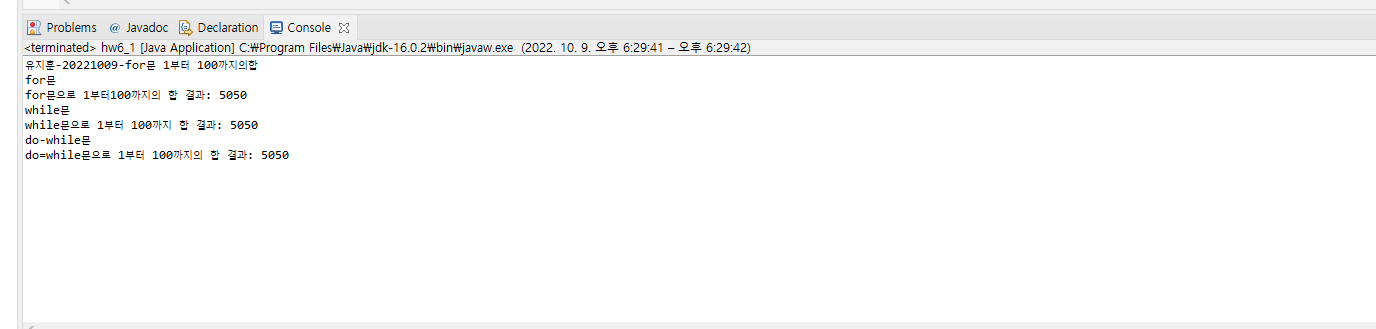 Problems @ Javadoc Declaration Console
<terminated> hw6_1 [Java Application] C:₩Program Files₩Java₩jdk-16.0.2₩bin₩javaw.exe (2022. 10. 9. 오후 6:29:41 – 오후 6:29:42)
유지훈-20221009-for문 1부터 100까지의합
for문
for문으로 1부터100까지의 합 결과: 5050
while문
while문으로 1부터 100까지 합 결과: 5050
do-while문
do=while문으로 1부터 100까지의 합 결과: 5050